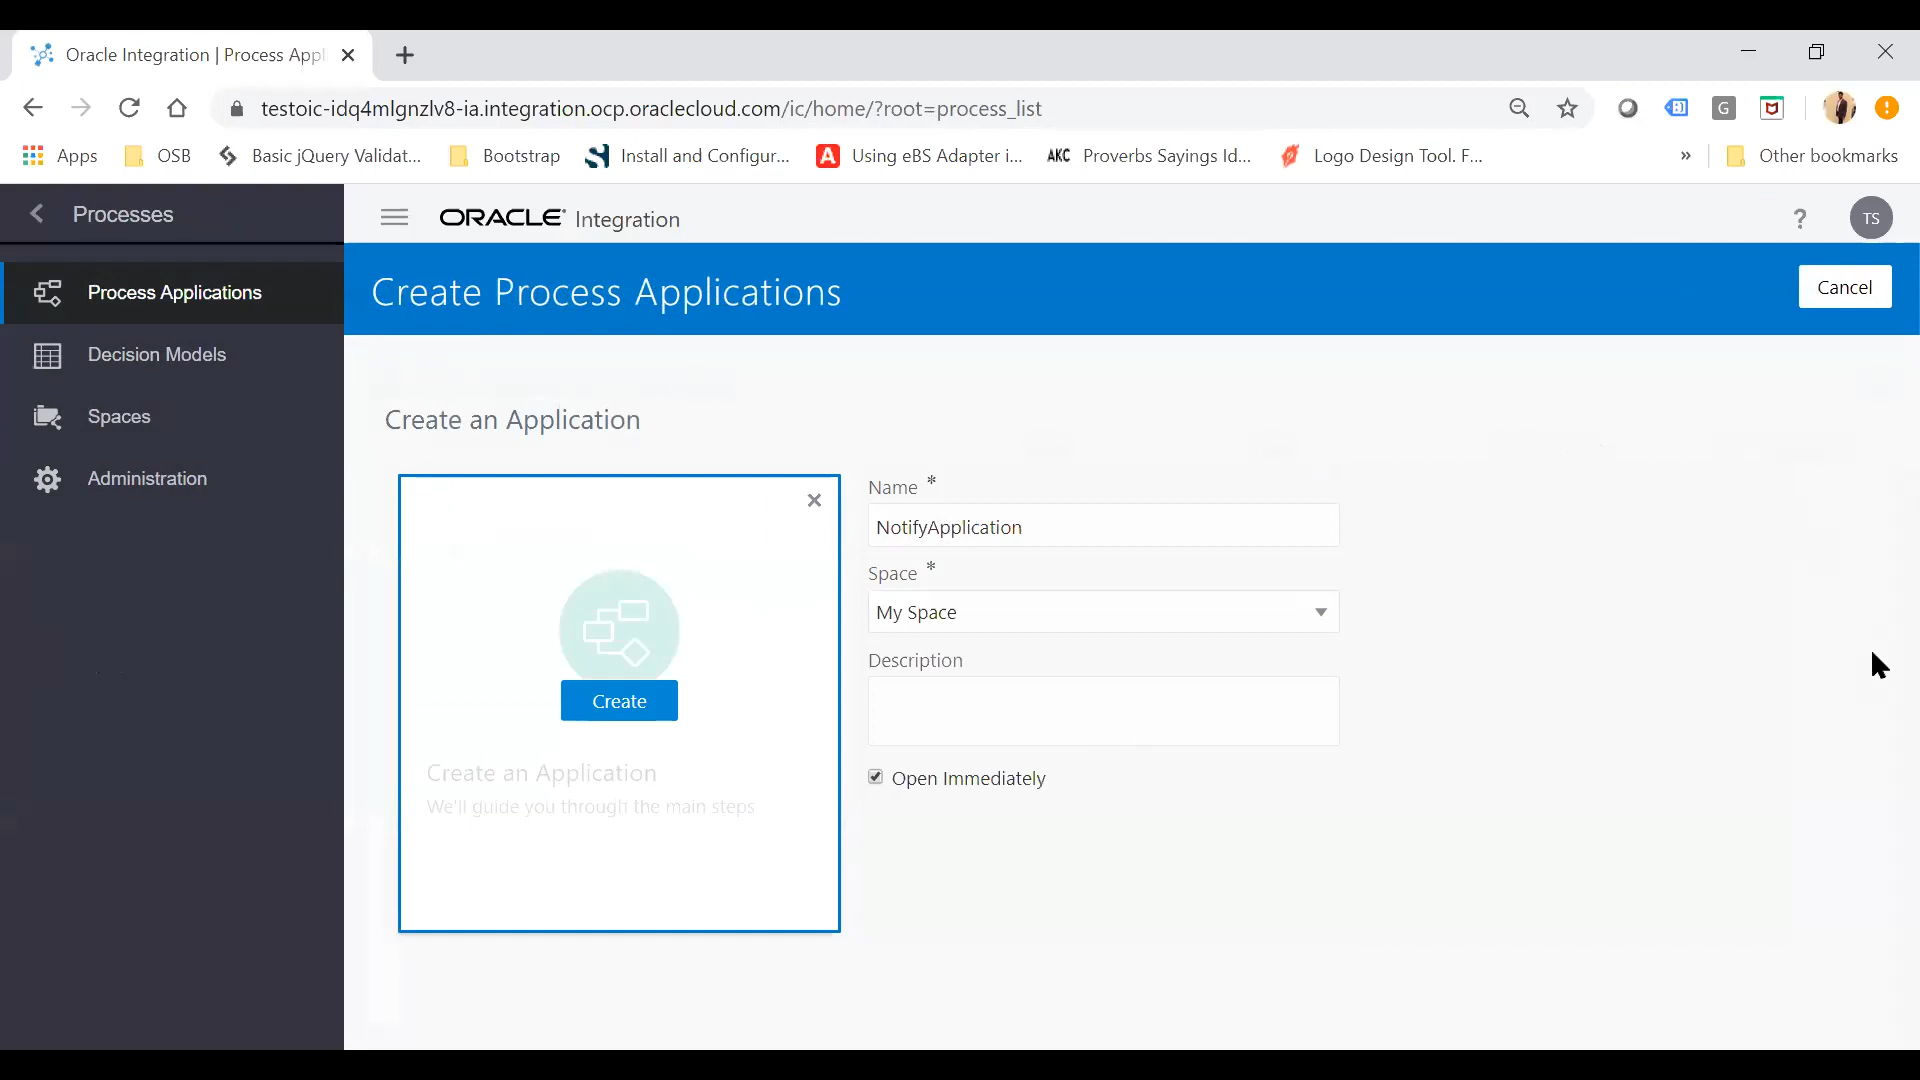 Oracle Integration | Process Appl
testoic-idq4mlgnzlv8-ia.integration.ocp.oraclecloud.com/ic/home/?root=process_list
G
Apps OSB Basic jQuery Validat... Bootstrap Install and Configur... Using eBS Adapter i... AKC Proverbs Sayings Id... Logo Design Tool. F... » Other bookmarks
Processes
ORACLE® Integration
? TS
Process Applications
Decision Models
Spaces
Administration
Create Process Applications
Cancel
Create an Application
Create
Create an Application
We'll guide you through the main steps
Name *
NotifyApplication
Space *
My Space
Description
Open Immediately